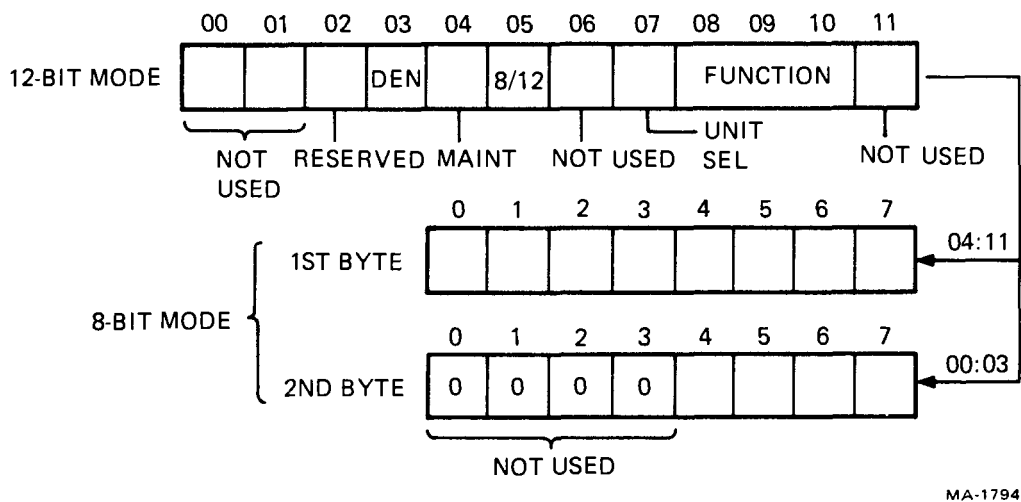 00 01 02 03 04 05 06 07 08 09 10 11
12-BIT MODE DEN 8/12 FUNCTION
NOT USED RESERVED MAINT NOT USED UNIT SEL NOT USED
0 1 2 3 4 5 6 7
1ST BYTE 04:11
8-BIT MODE
0 1 2 3 4 5 6 7
2ND BYTE 0 0 0 0 00:03
NOT USED
MA-1794